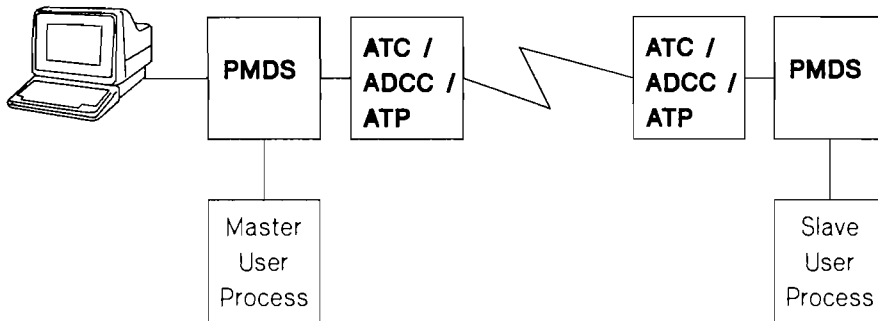 PMDS
ATC /
ADCC /
ATP
ATC /
ADCC /
ATP
PMDS
Master
User
Process
Slave
User
Process